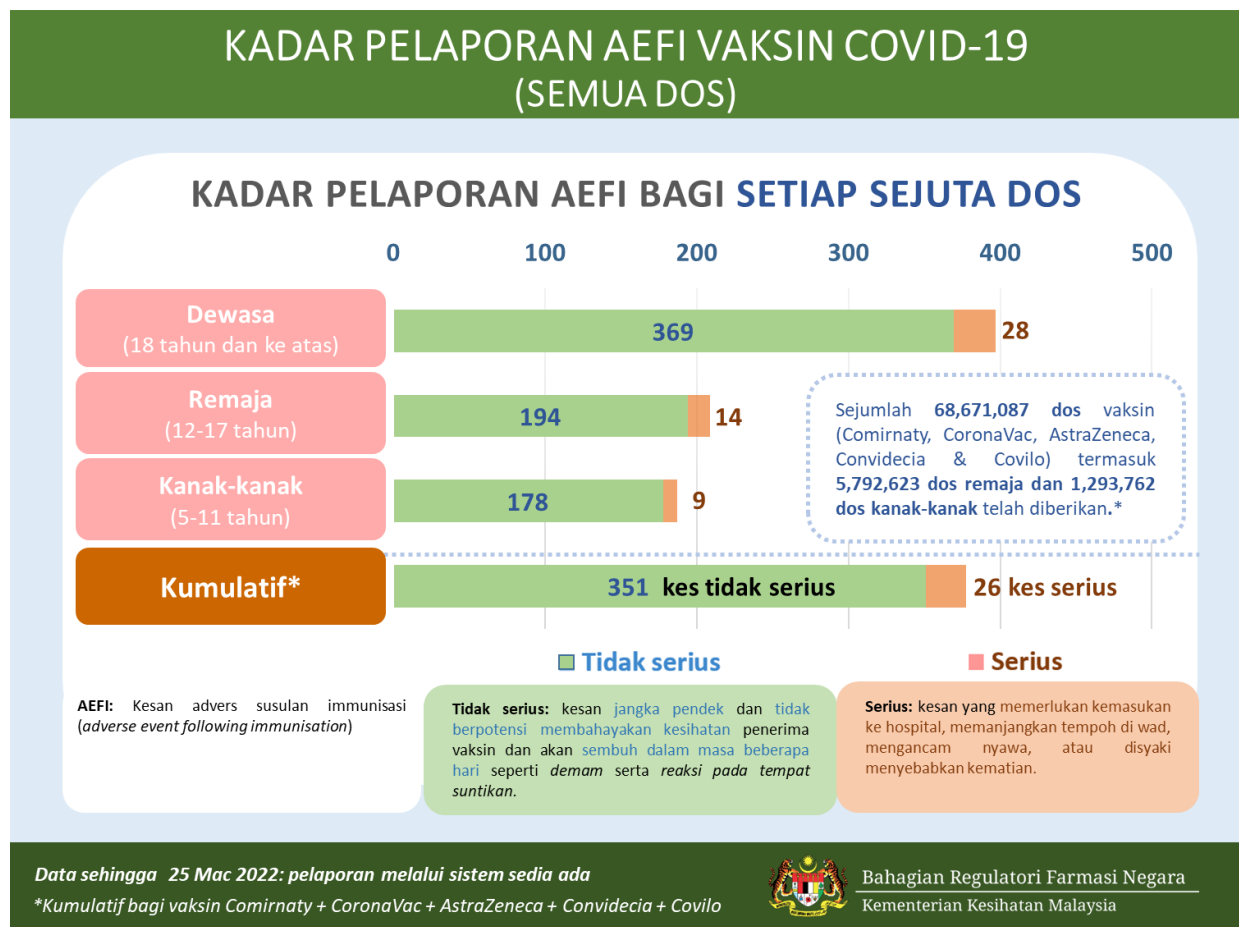 KADAR PELAPORAN AEFI VAKSIN COVID-19
(SEMUA DOS)
KADAR PELAPORAN AEFI BAGI SETIAP SEJUTA DOS
0 100 200 300 400 500
Dewasa
(18 tahun dan ke atas)
369 28
Remaja
(12-17 tahun)
194 14
Kanak-kanak
(5-11 tahun)
178 9
Sejumlah 68,671,087 dos vaksin
(Comirnaty, CoronaVac, AstraZeneca,
Convidecia & Covilo) termasuk
5,792,623 dos remaja dan 1,293,762
dos kanak-kanak telah diberikan.*
Kumulatif*
351 kes tidak serius 26 kes serius
Tidak serius Serius
AEFI: Kesan advers susulan immunisasi
(adverse event following immunisation)
Tidak serius: kesan jangka pendek dan tidak
berpotensi membahayakan kesihatan penerima
vaksin dan akan sembuh dalam masa beberapa
hari seperti demam serta reaksi pada tempat
suntikan.
Serius: kesan yang memerlukan kemasukan
ke hospital, memanjangkan tempoh di wad,
mengancam nyawa, atau disyaki
menyebabkan kematian.
Data sehingga 25 Mac 2022: pelaporan melalui sistem sedia ada
*Kumulatif bagi vaksin Comirnaty + CoronaVac + AstraZeneca + Convidecia + Covilo
Bahagian Regulatori Farmasi Negara
Kementerian Kesihatan Malaysia